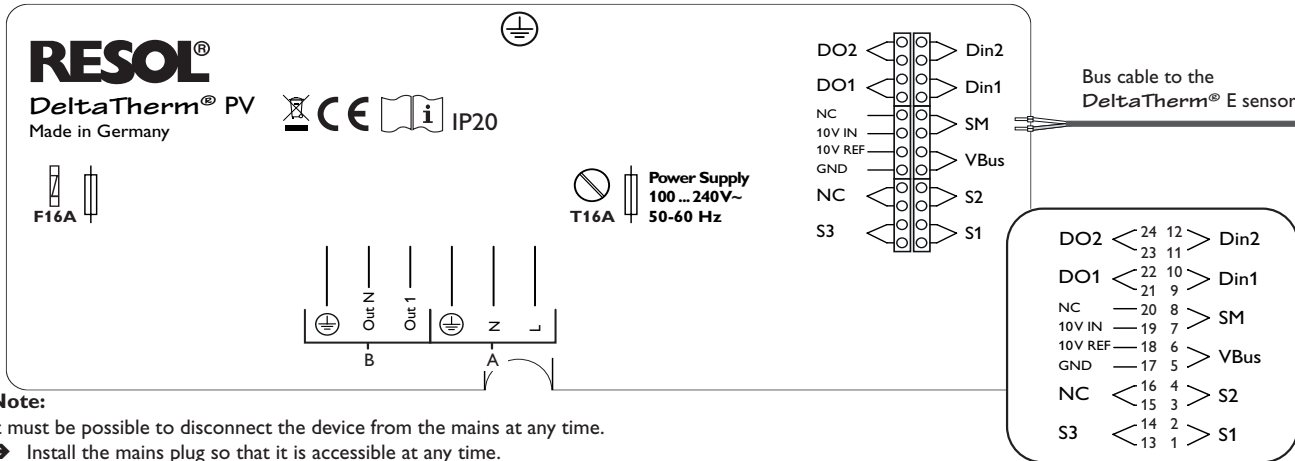 RESOL®
DeltaTherm® PV
Made in Germany
i
IP20
F16A
T16A
Power Supply
100 ... 240V~
50-60 Hz
Out N
Out 1
N
L
B
A
DO2 Din2
DO1 Din1
NC
SM
10V IN
10V REF
VBus
GND
NC S2
S3 S1
Bus cable to the
DeltaTherm® E sensor
DO2 24 12 Din2
23 11
DO1 22 10 Din1
21 9
NC 20 8
SM
10V IN 19 7
10V REF 18 6
VBus
GND 17 5
NC 16 4 S2
15 3
S3 14 2 S1
13 1
Note:
t must be possible to disconnect the device from the mains at any time.
➔ Install the mains plug so that it is accessible at any time.